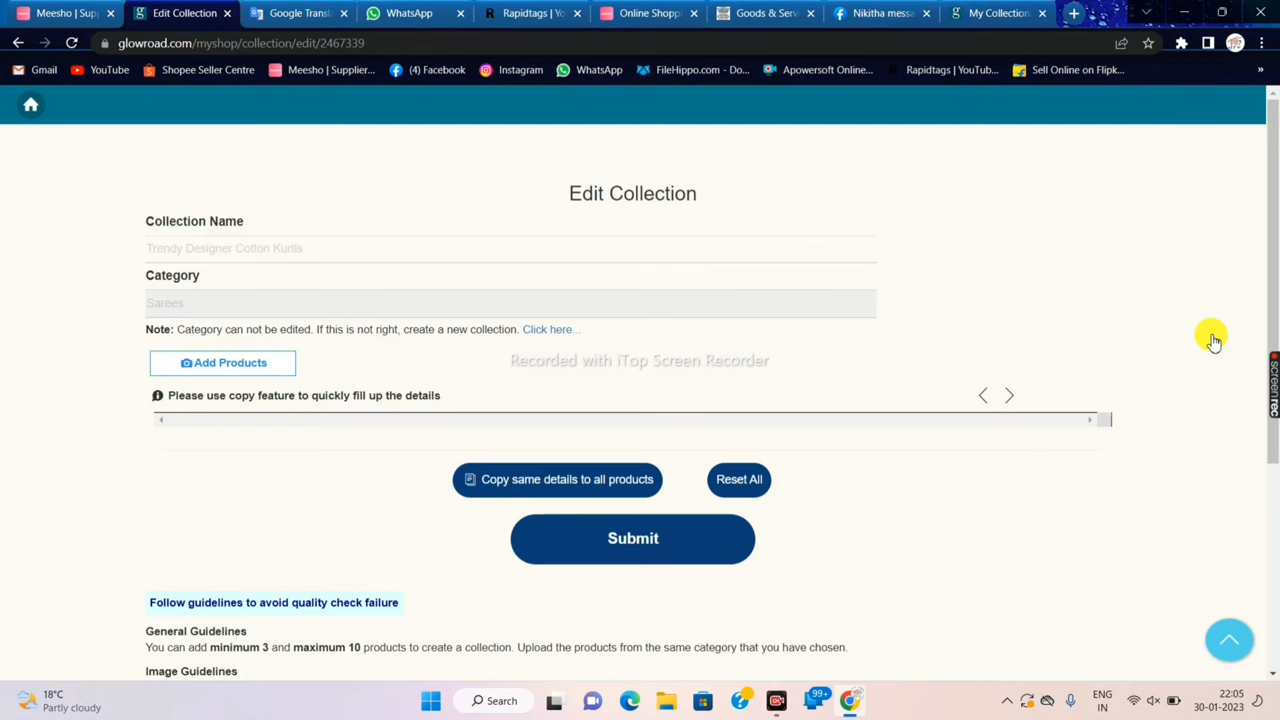 Meesho | Sup
Edit Collection
Google Transl
WhatsApp
Rapidtags | Yo
Online Shoppi
Goods & Servi
Nikitha messa
My Collection
glowroad.com/myshop/collection/edit/2467339
Gmail
YouTube
Shopee Seller Centre
Meesho | Supplier...
(4) Facebook
Instagram
WhatsApp
FileHippo.com - Do...
Apowersoft Online...
Rapidtags | YouTub...
Sell Online on Flipk...
»
Edit Collection
Collection Name
Trendy Designer Cotton Kurtis
Category
Sarees
Note: Category can not be edited. If this is not right, create a new collection. Click here...
Recorded with iTop Screen Recorder
Add Products
Please use copy feature to quickly fill up the details
screenrec
Copy same details to all products
Reset All
Submit
Follow guidelines to avoid quality check failure
General Guidelines
You can add minimum 3 and maximum 10 products to create a collection. Upload the products from the same category that you have chosen.
Image Guidelines
18°C
Partly cloudy
Search
99+
ENG
IN
22:05
30-01-2023